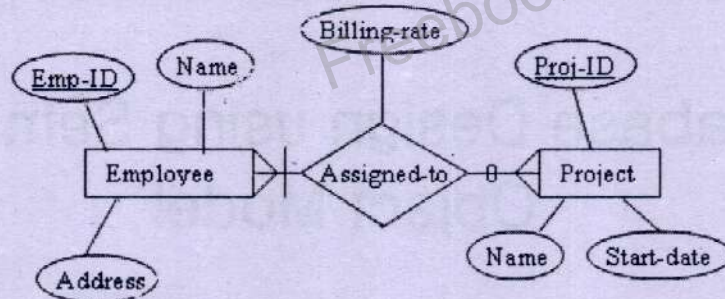 Billing-rate
Emp-ID
Name
Proj-ID
Employee
Assigned-to
Project
Address
Name
Start-date